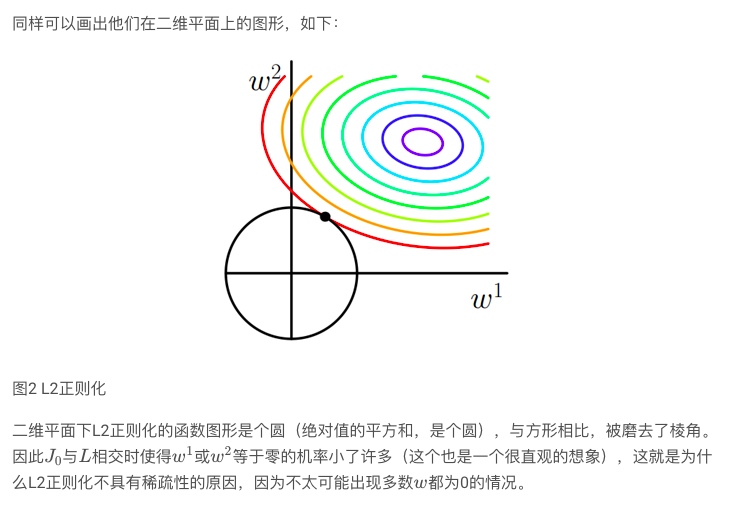 同样可以画出他们在二维平面上的图形，如下：
w²
w¹
图2 L2正则化
二维平面下L2正则化的函数图形是个圆（绝对值的平方和，是个圆），与方形相比，被磨去了棱角。
因此J₀与L相交时使得w¹或w²等于零的机率小了许多（这个也是一个很直观的想象），这就是为什
么L2正则化不具有稀疏性的原因，因为不太可能出现多数w都为0的情况。